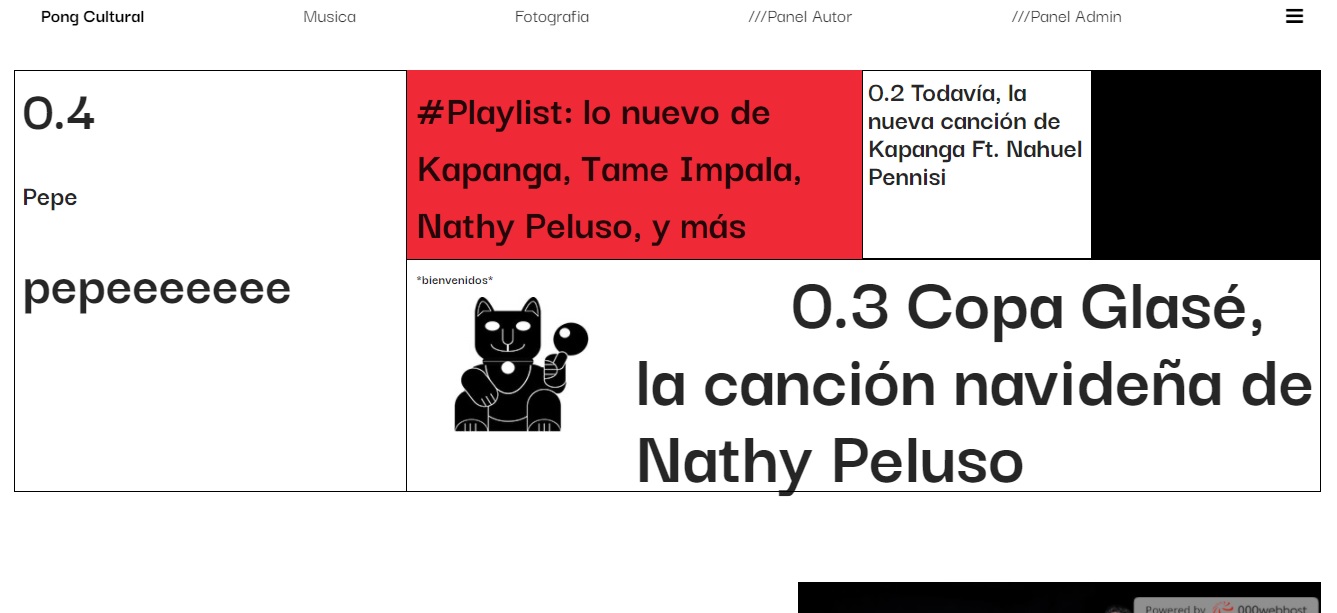 Pong Cultural
Musica
Fotografía
///Panel Autor
///Panel Admin
0.4
Pepe
pepeeeeeee
#Playlist: lo nuevo de
Kapanga, Tame Impala,
Nathy Peluso, y más
0.2 Todavía, la
nueva canción de
Kapanga Ft. Nahuel
Pennisi
*bienvenidos*
0.3 Copa Glasé,
la canción navideña de
Nathy Peluso
Powered by 000webhost